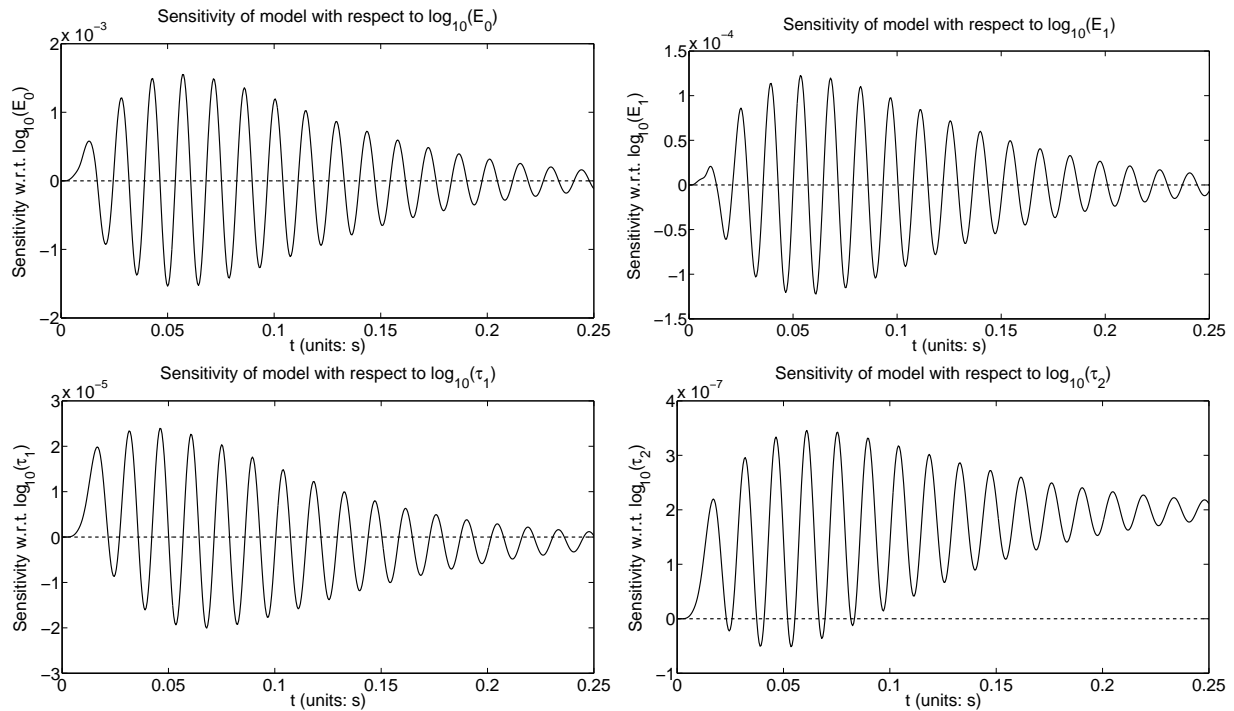 Sensitivity of model with respect to log10(E0)
x 10−3
2
1
0
−1
−2
Sensitivity w.r.t. log10(E0)
0 0.05 0.1 0.15 0.2 0.25
t (units: s)
Sensitivity of model with respect to log10(E1)
x 10−4
1.5
1
0.5
0
−0.5
−1
−1.5
Sensitivity w.r.t. log10(E1)
0 0.05 0.1 0.15 0.2 0.25
t (units: s)
Sensitivity of model with respect to log10(τ1)
x 10−5
3
2
1
0
−1
−2
−3
Sensitivity w.r.t. log10(τ1)
0 0.05 0.1 0.15 0.2 0.25
t (units: s)
Sensitivity of model with respect to log10(τ2)
x 10−7
4
3
2
1
0
−1
Sensitivity w.r.t. log10(τ2)
0 0.05 0.1 0.15 0.2 0.25
t (units: s)